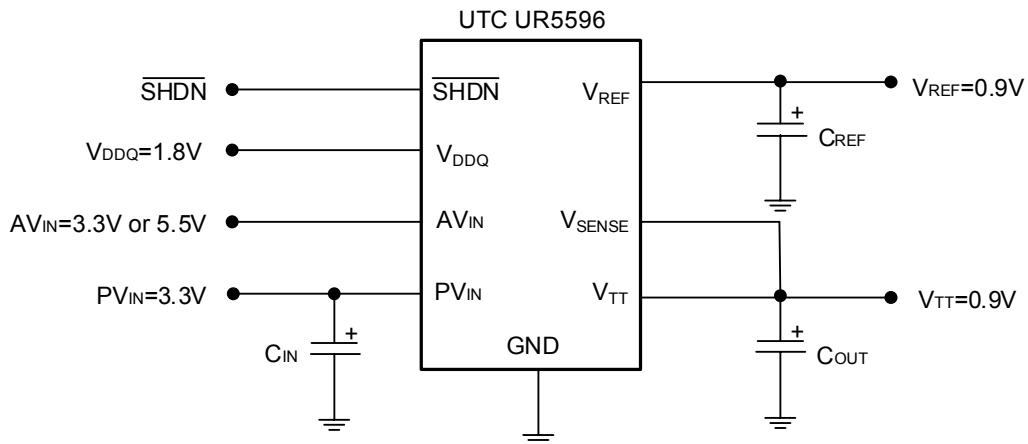 UTC UR5596
SHDN
VDDQ=1.8V
AVIN=3.3V or 5.5V
PVIN=3.3V
CIN
+
SHDN
VDDQ
AVIN
PVIN
GND
VREF
VSENSE
VTT
+
CREF
+
COUT
VREF=0.9V
VTT=0.9V